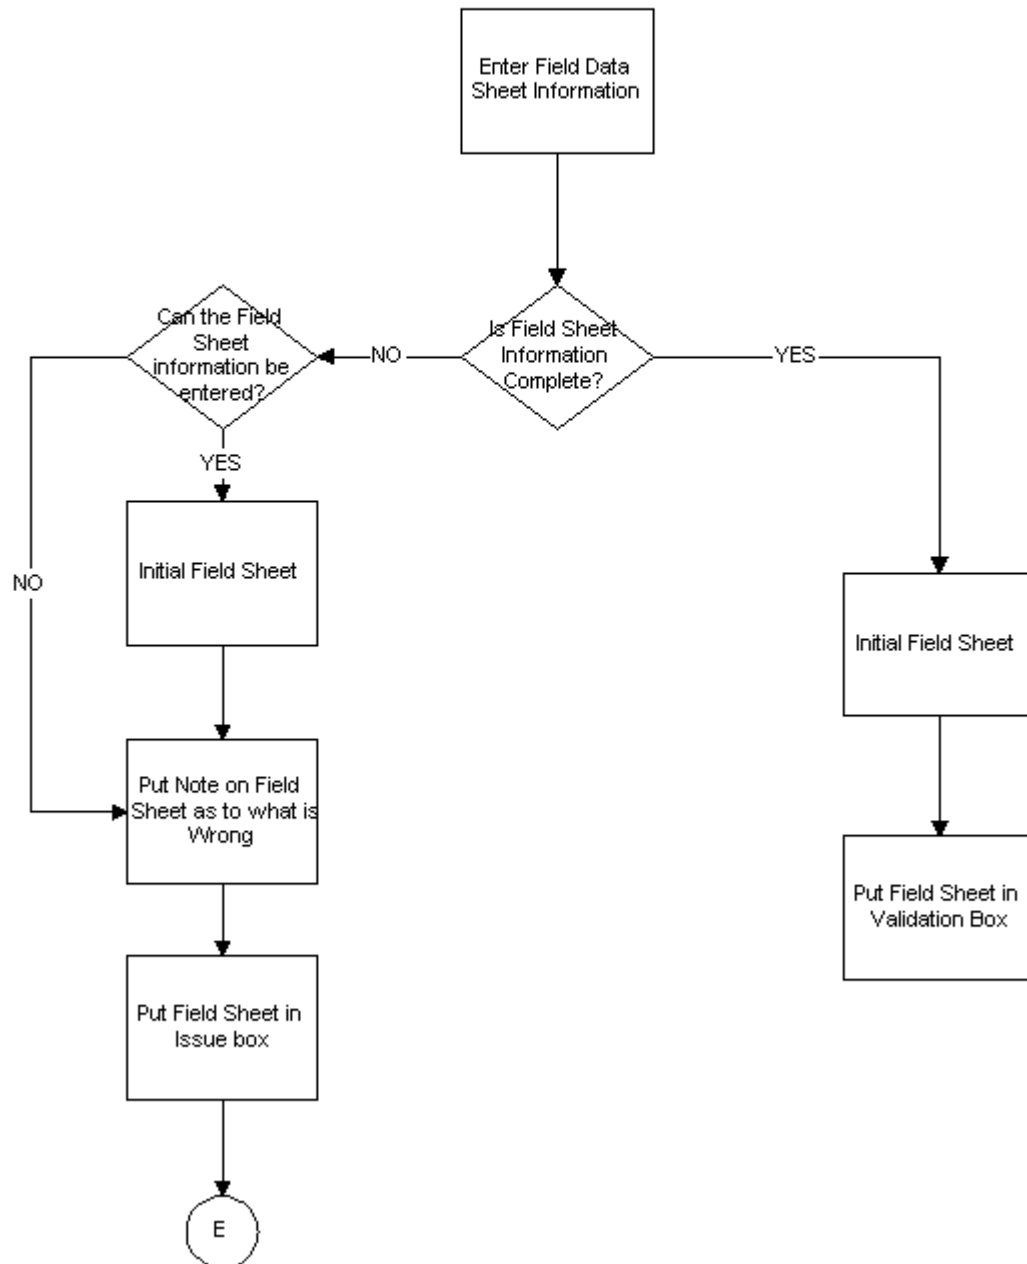 Enter Field Data
Sheet Information
Can the Field
Sheet
information be
entered?
NO
Is Field Sheet
Information
Complete?
YES
YES
Initial Field Sheet
NO
Initial Field Sheet
Put Note on Field
Sheet as to what is
Wrong
Put Field Sheet in
Validation Box
Put Field Sheet in
Issue box
E